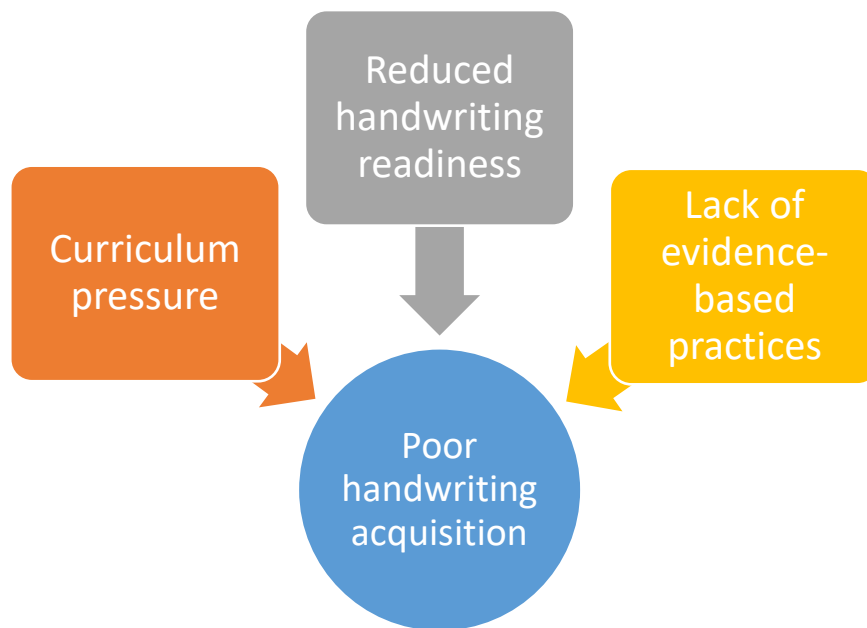 Reduced
handwriting
readiness
Curriculum
pressure
Lack of
evidence-
based
practices
Poor
handwriting
acquisition